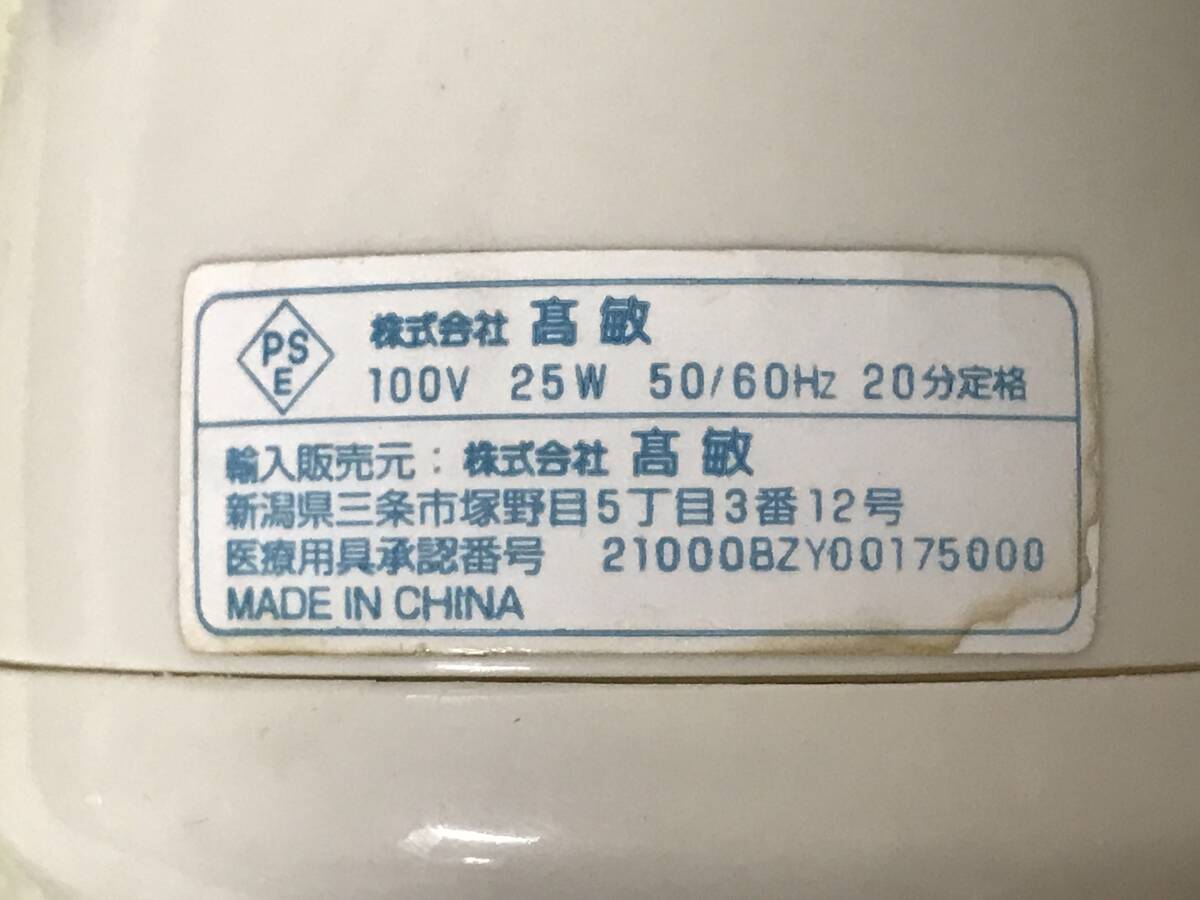 PS
E
株式会社 髙敏
100V 25W 50/60Hz 20分定格
輸入販売元：株式会社 髙敏
新潟県三条市塚野目5丁目3番12号
医療用具承認番号 21000BZY00175000
MADE IN CHINA